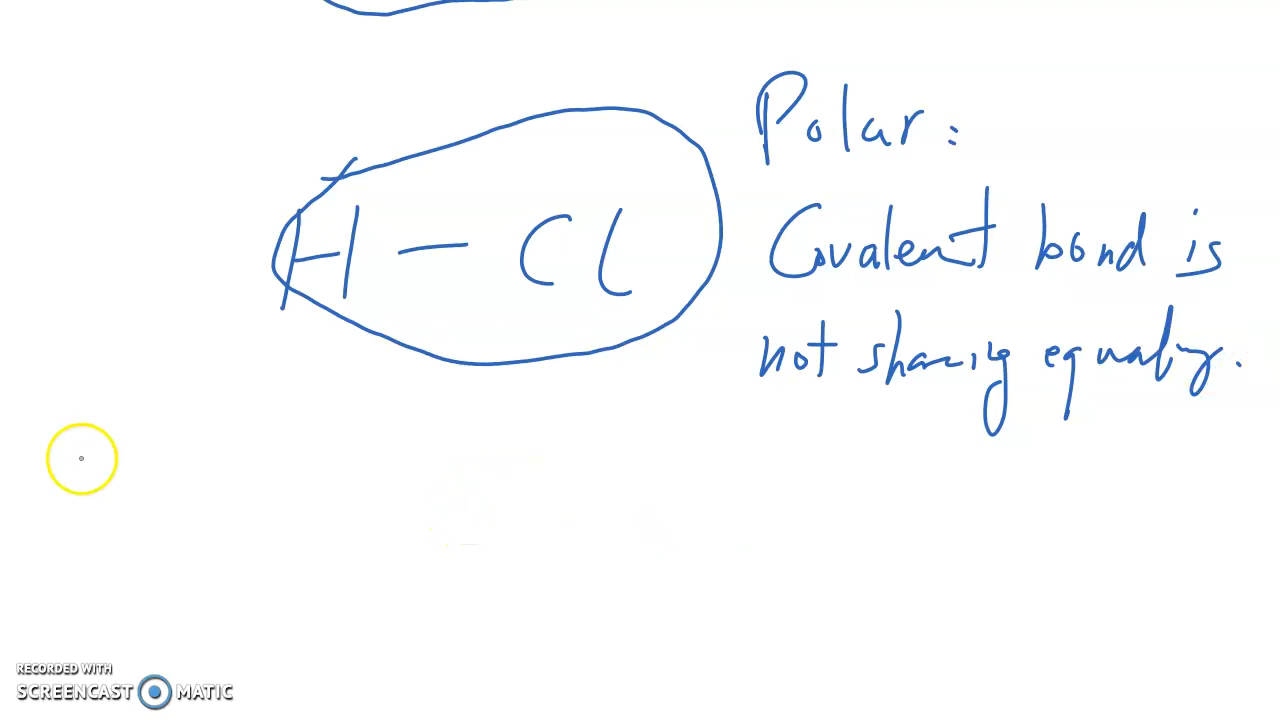 H — Cl
Polar:
Covalent bond is
not sharing equally.
RECORDED WITH
SCREENCAST MATIC